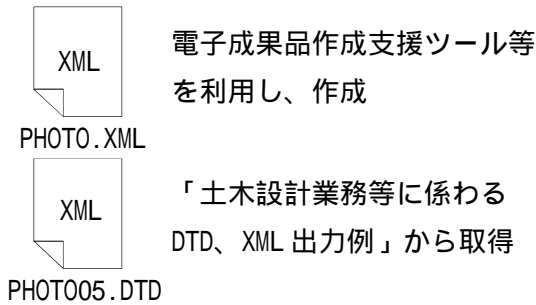 XML
電子成果品作成支援ツール等
を利用し、作成
PHOTO.XML
XML
「土木設計業務等に係わる
DTD、XML 出力例」から取得
PHOTO05.DTD